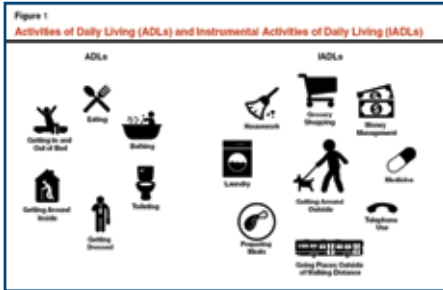 Figure 1
Activities of Daily Living (ADLs) and Instrumental Activities of Daily Living (IADLs)
ADLs
IADLs
Eating
Getting In and
Out of Bed
Bathing
Getting Around
Inside
Toileting
Getting
Dressed
Housework
Grocery
Shopping
Money
Management
Laundry
Getting Around
Outside
Medicine
Telephone
Use
Preparing
Meals
Going Places Outside
of Walking Distance